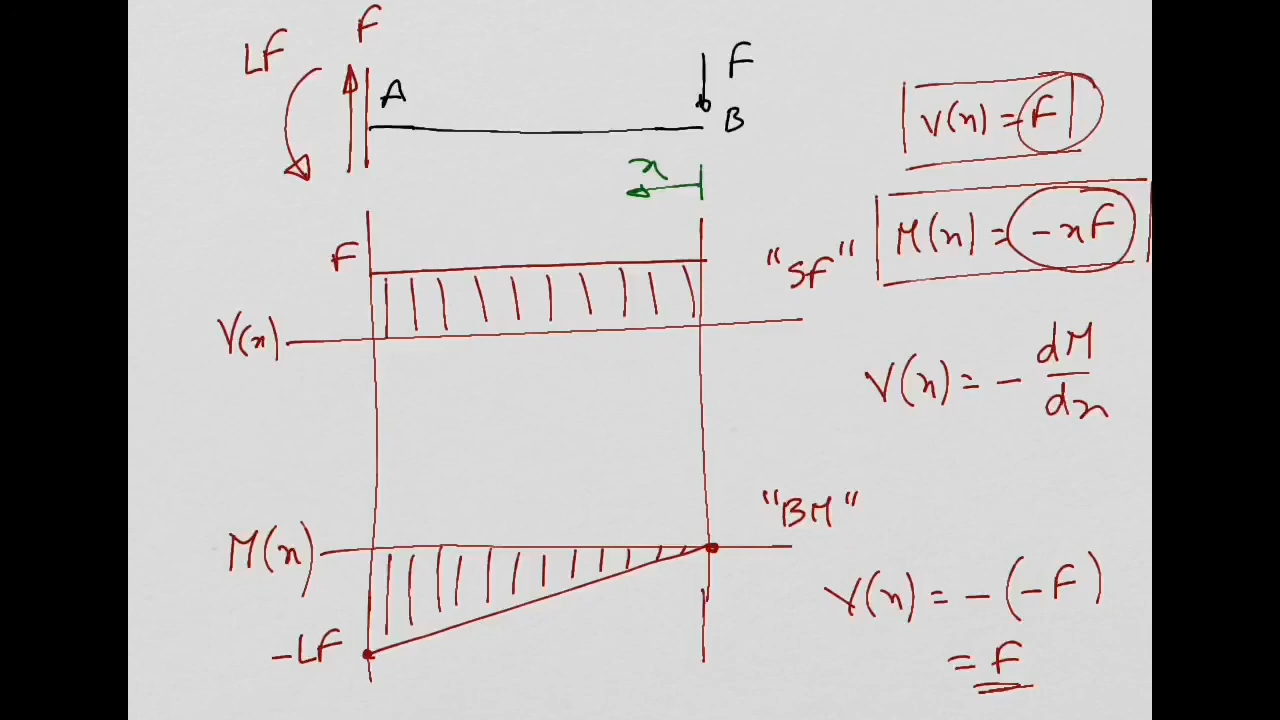 LF
F
A
F
B
x
V(x) = F
M(x) = -xF
F
"SF"
V(x)
V(x) = - dM/dx
"BM"
M(x)
-LF
V(x) = - (-F)
= F